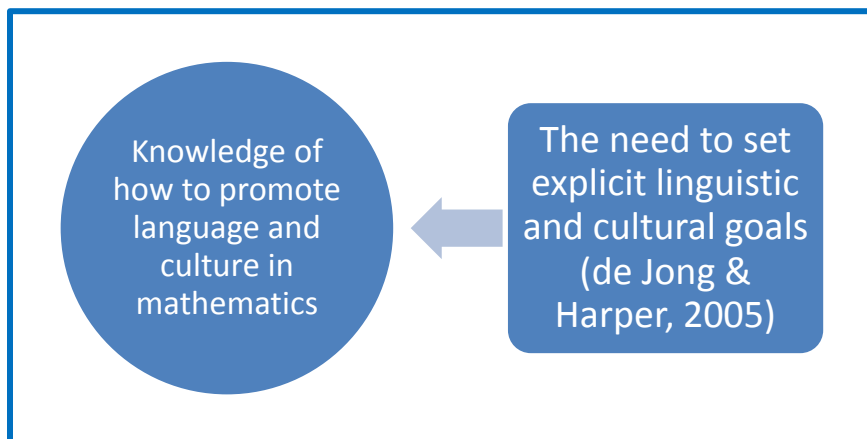 Knowledge of
how to promote
language and
culture in
mathematics
The need to set
explicit linguistic
and cultural goals
(de Jong &
Harper, 2005)